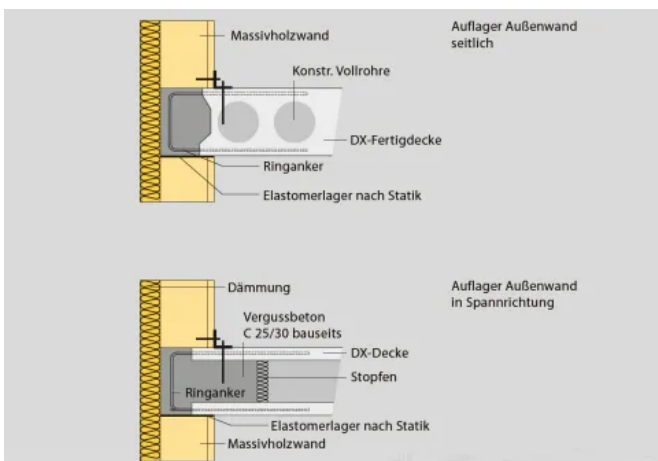 Massivholzwand
Auflager Außenwand
seitlich
Konstr. Vollrohre
DX-Fertigdecke
Ringanker
Elastomerlager nach Statik
Dämmung
Auflager Außenwand
in Spannrichtung
Vergussbeton
C 25/30 bauseits
DX-Decke
Stopfen
Ringanker
Elastomerlager nach Statik
Massivholzwand